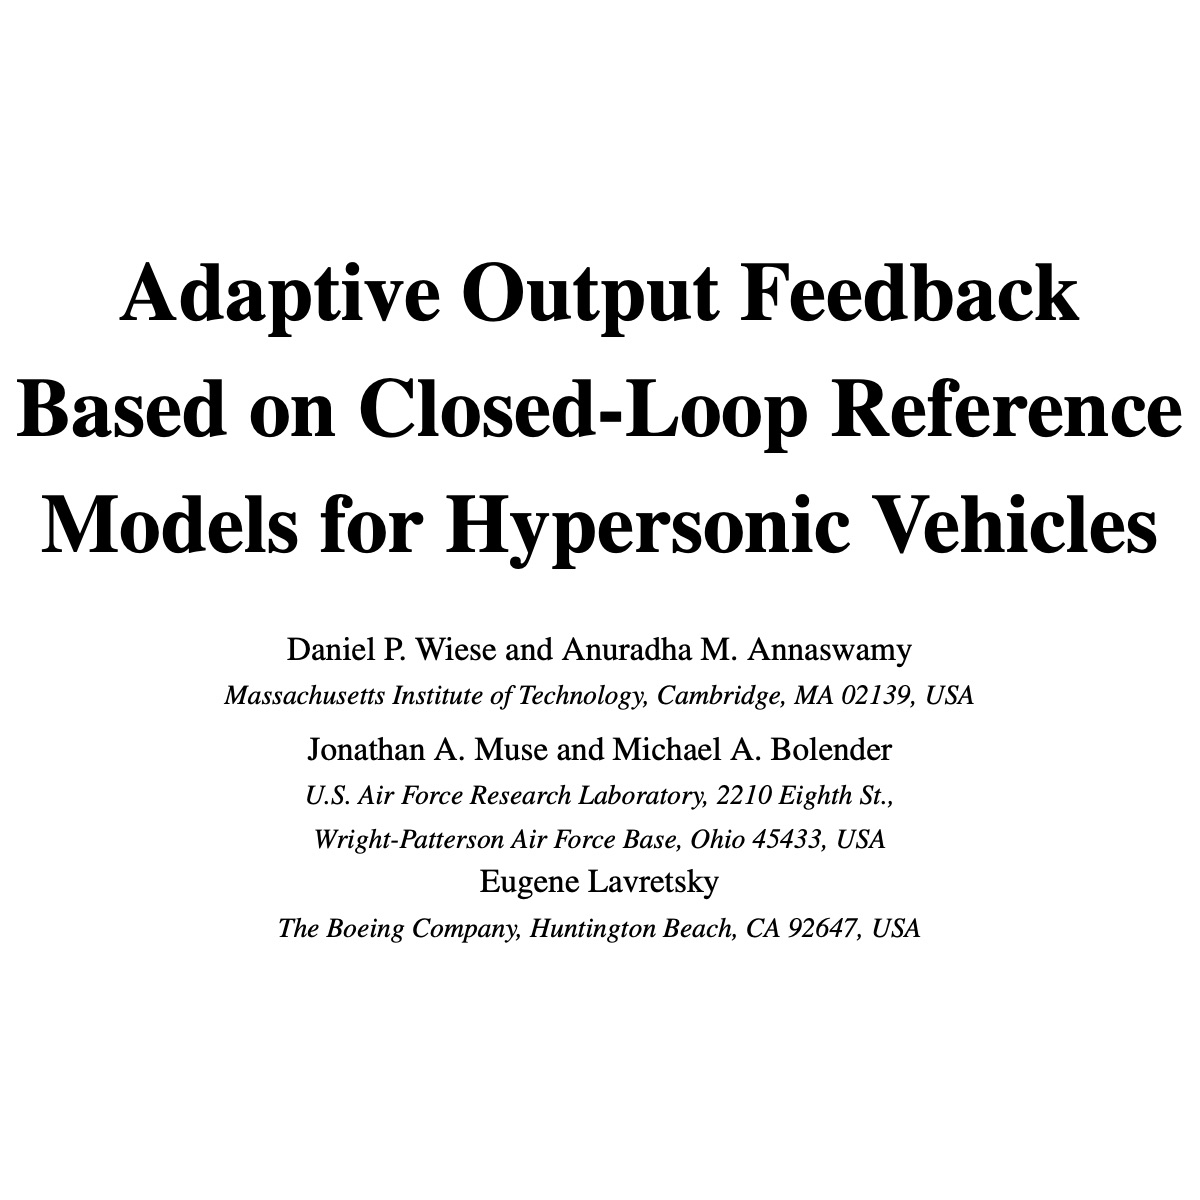 Adaptive Output Feedback
Based on Closed-Loop Reference
Models for Hypersonic Vehicles
Daniel P. Wiese and Anuradha M. Annaswamy
Massachusetts Institute of Technology, Cambridge, MA 02139, USA
Jonathan A. Muse and Michael A. Bolender
U.S. Air Force Research Laboratory, 2210 Eighth St.,
Wright-Patterson Air Force Base, Ohio 45433, USA
Eugene Lavretsky
The Boeing Company, Huntington Beach, CA 92647, USA